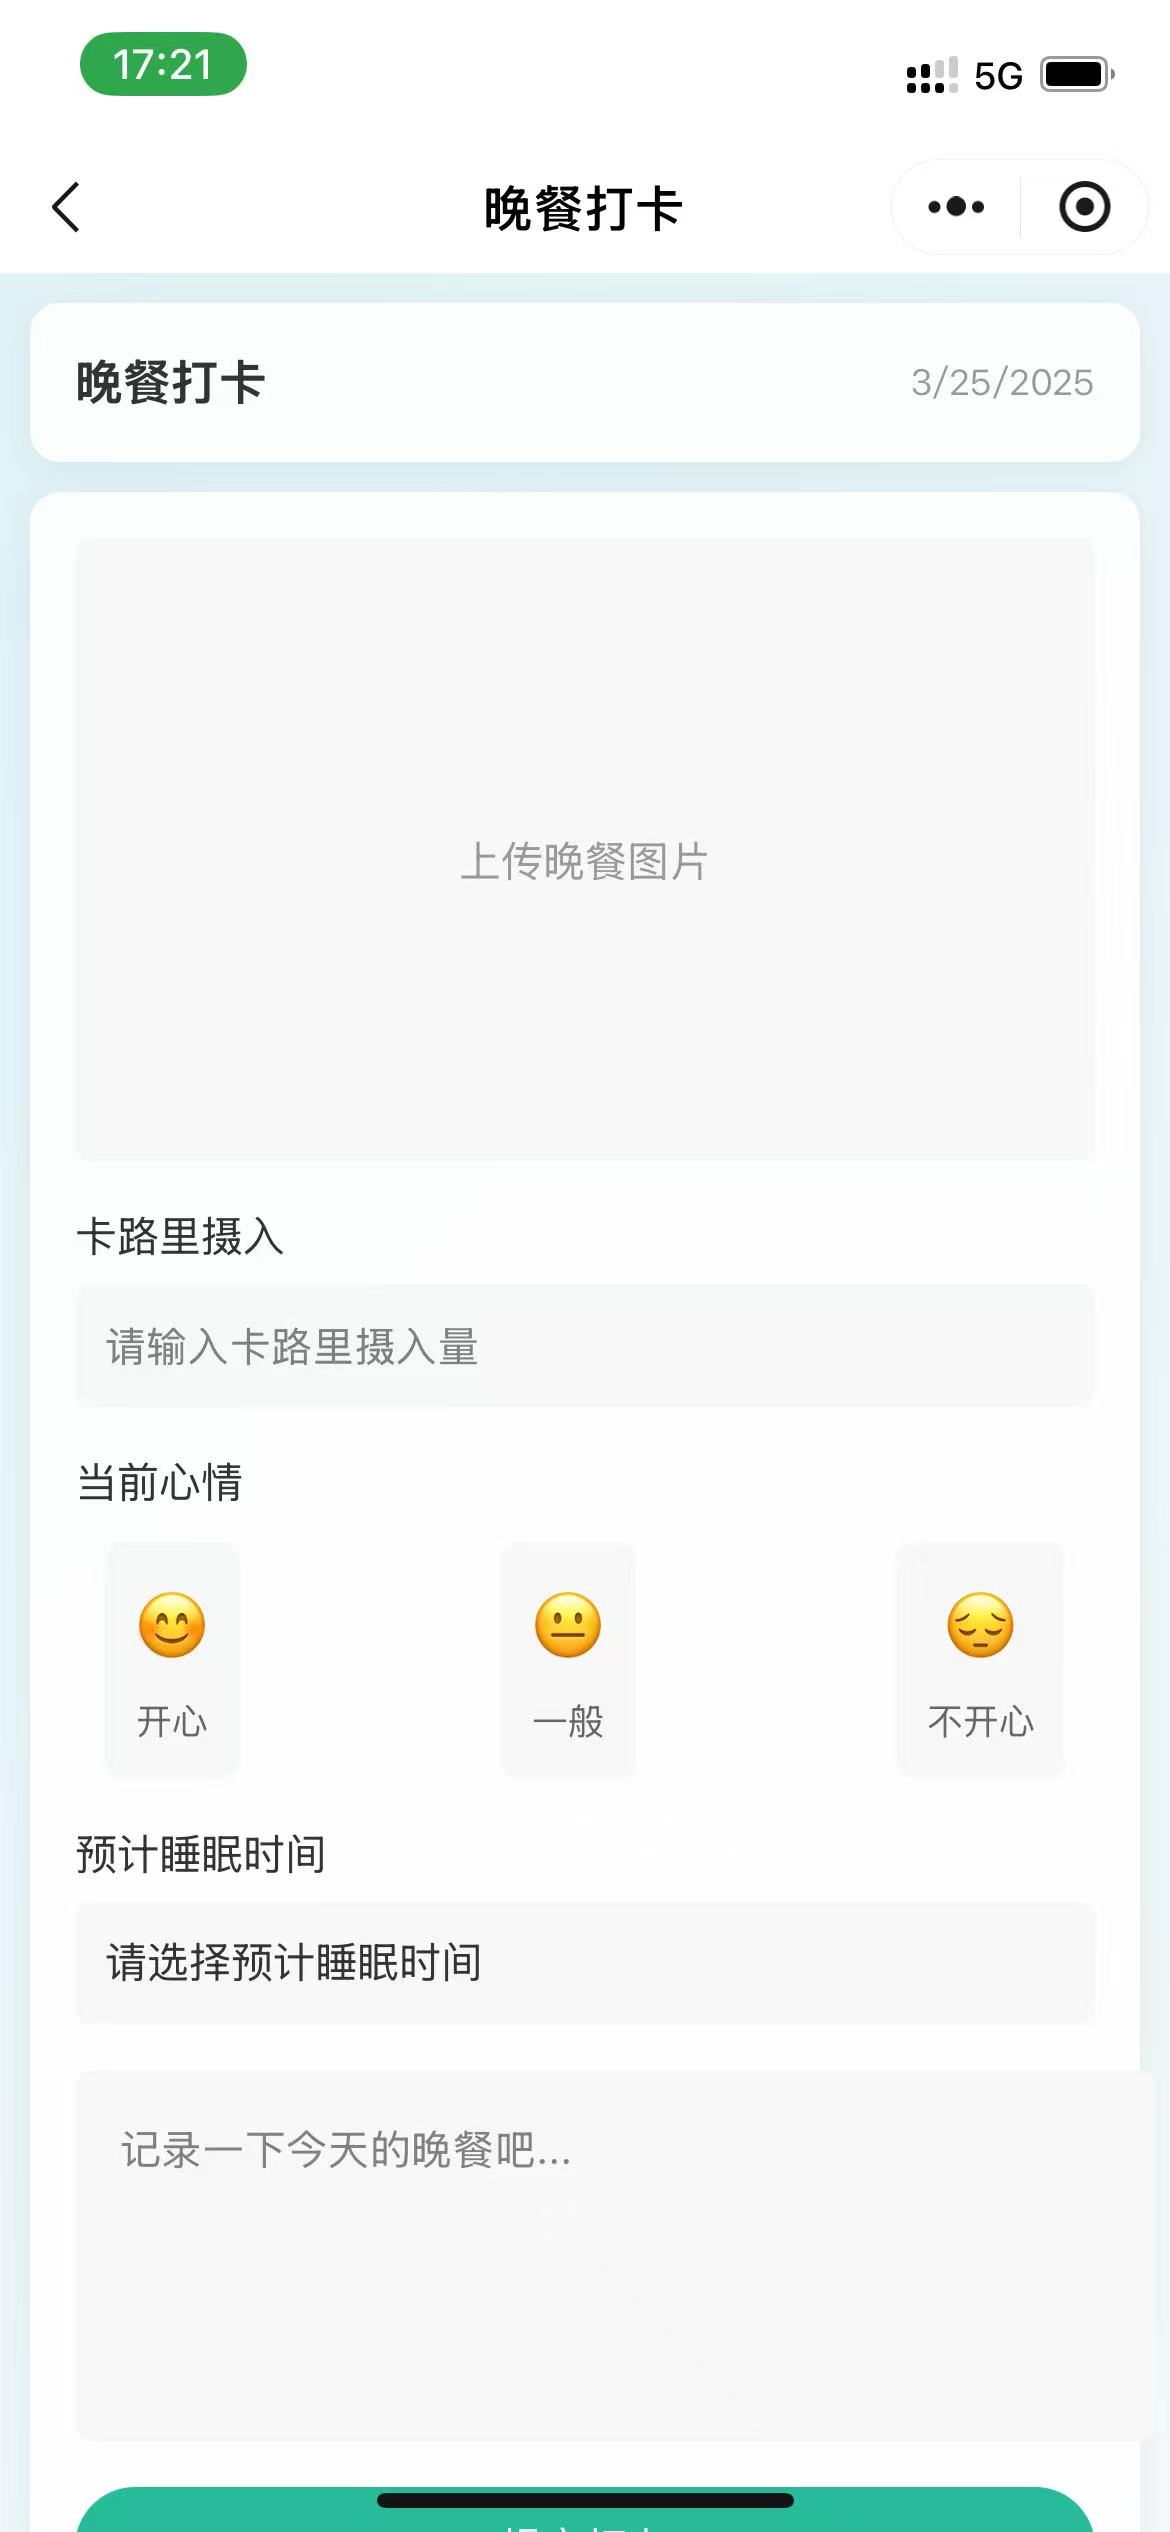 17:21
5G
晚餐打卡
晚餐打卡
3/25/2025
上传晚餐图片
卡路里摄入
请输入卡路里摄入量
当前心情
开心
一般
不开心
预计睡眠时间
请选择预计睡眠时间
记录一下今天的晚餐吧...